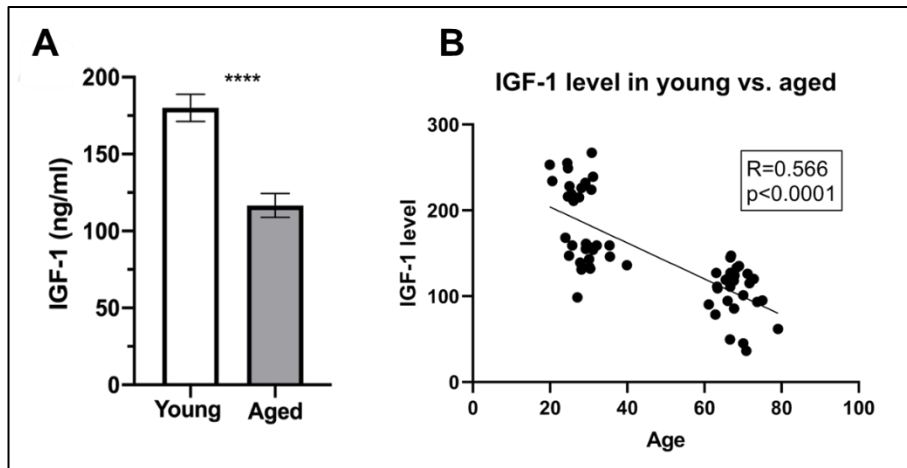 A
****
200
150
100
50
0
IGF-1 (ng/ml)
Young Aged
B
IGF-1 level in young vs. aged
300
200
100
0
IGF-1 level
R=0.566
p<0.0001
0 20 40 60 80 100
Age